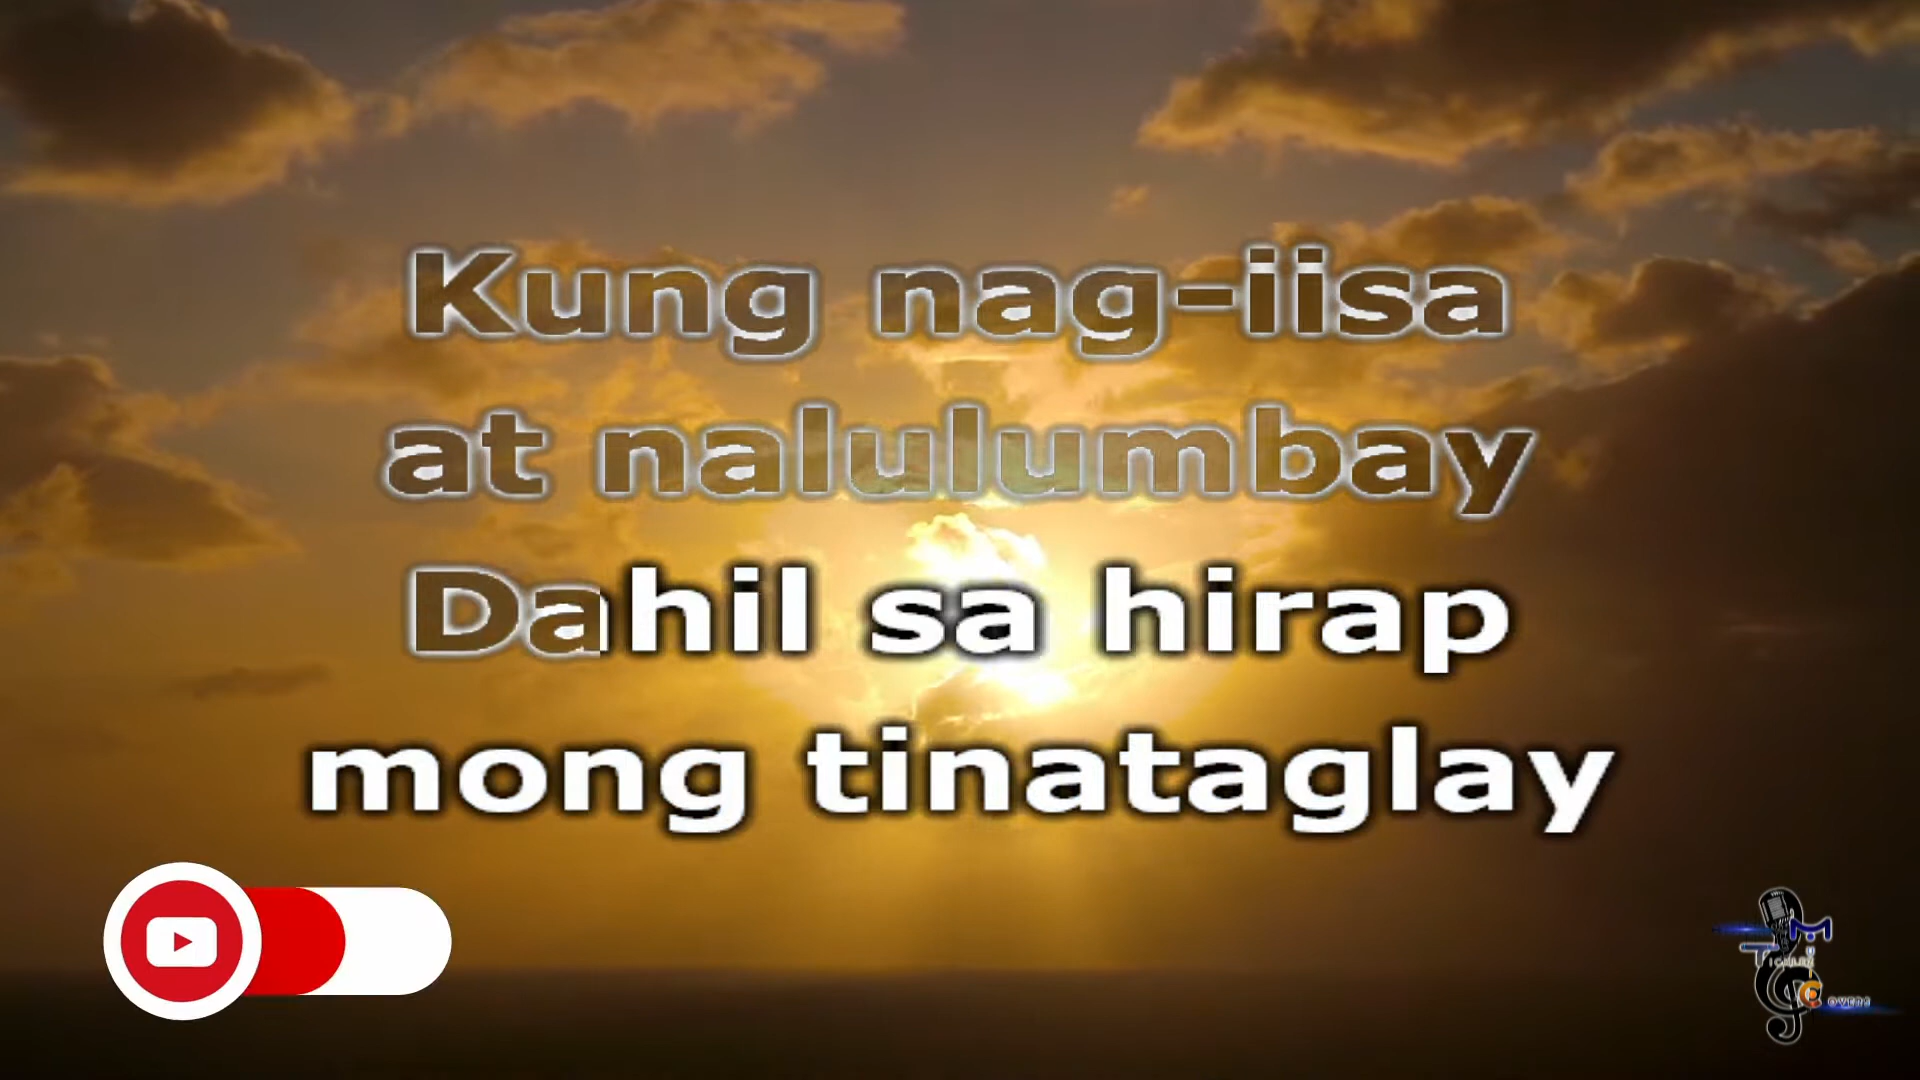 Kung nag-iisa
at nalulumbay
Dahil sa hirap
mong tinataglay